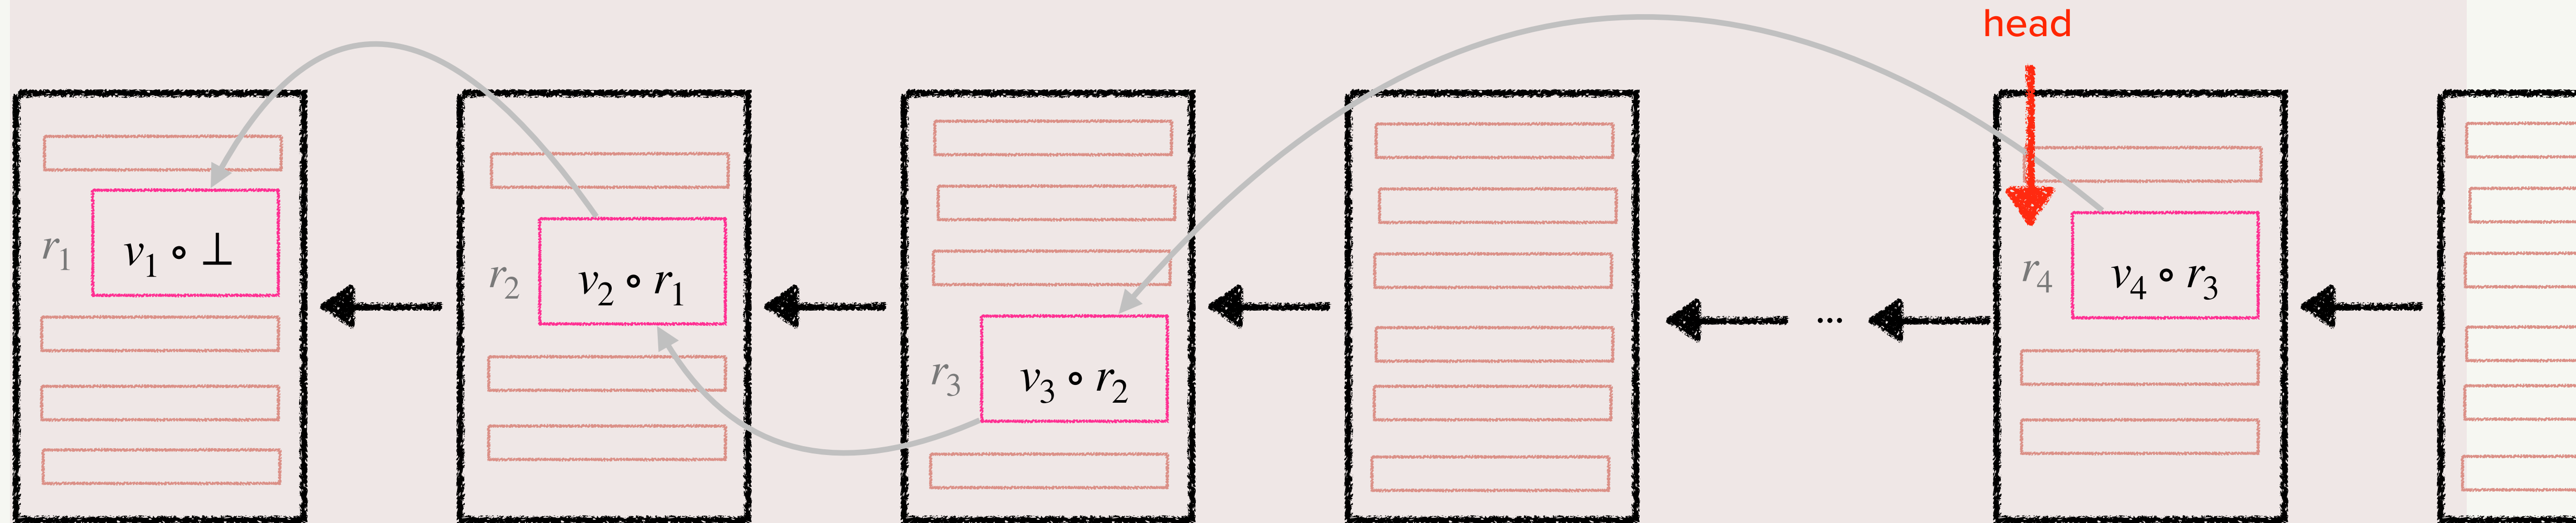 head
r₁
v₁ ∘ ⊥
r₂
v₂ ∘ r₁
r₃
v₃ ∘ r₂
...
r₄
v₄ ∘ r₃